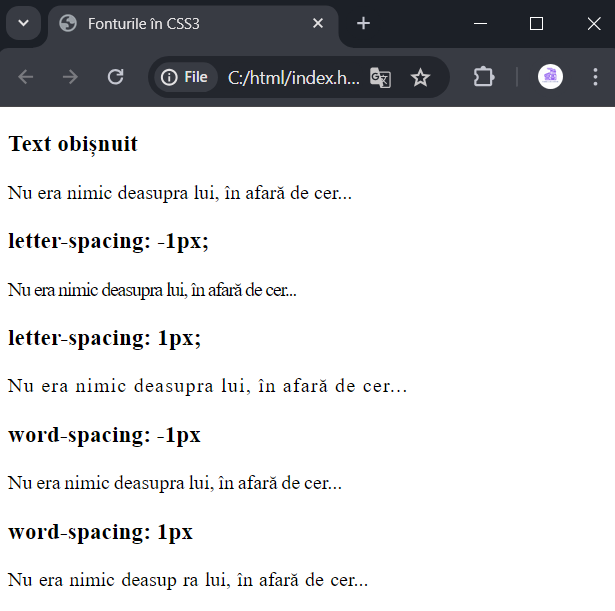 Fonturile în CSS3
File C:/html/index.h...
Text obișnuit
Nu era nimic deasupra lui, în afară de cer...
letter-spacing: -1px;
Nu era nimic deasupra lui, în afară de cer...
letter-spacing: 1px;
Nu era nimic deasupra lui, în afară de cer...
word-spacing: -1px
Nu era nimic deasupra lui, în afară de cer...
word-spacing: 1px
Nu era nimic deasup ra lui, în afară de cer...